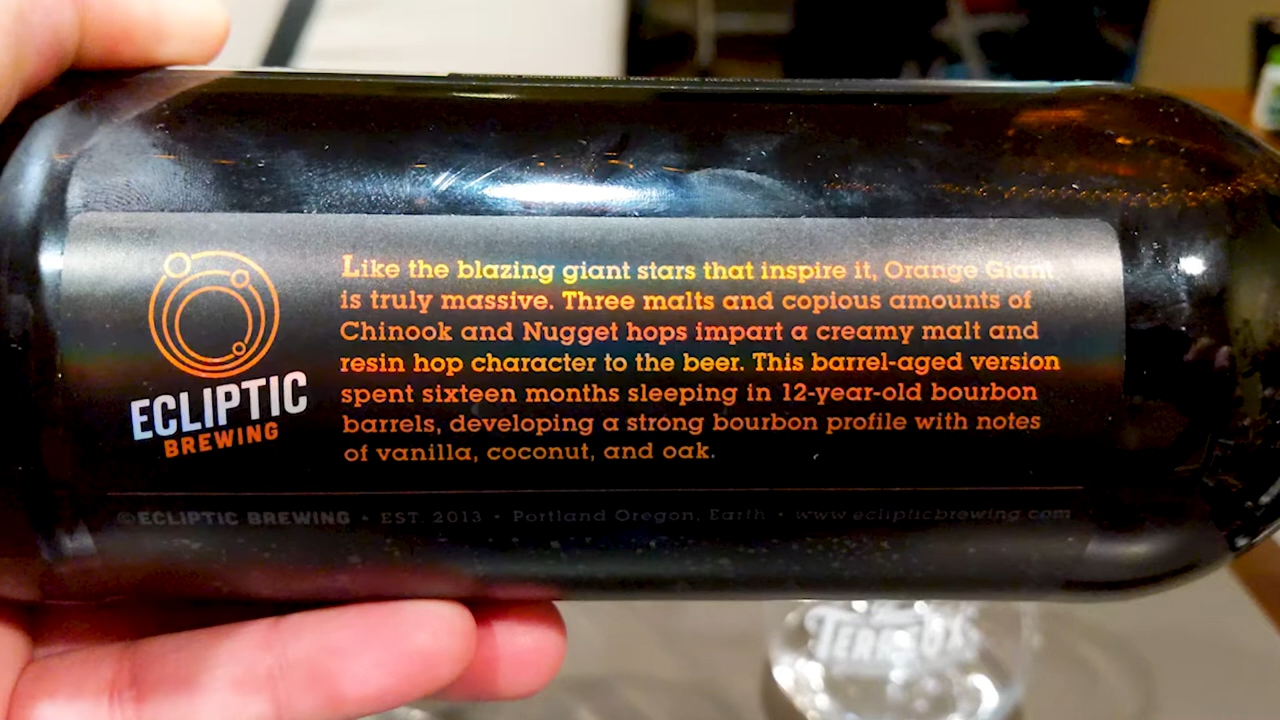 Like the blazing giant stars that inspire it, Orange Giant
is truly massive. Three malts and copious amounts of
Chinook and Nugget hops impart a creamy malt and
resin hop character to the beer. This barrel-aged version
spent sixteen months sleeping in 12-year-old bourbon
barrels, developing a strong bourbon profile with notes
of vanilla, coconut, and oak.
ECLIPTIC
BREWING
©ECLIPTIC BREWING • EST. 2013 • Portland Oregon, Earth • www.eclipticbrewing.com